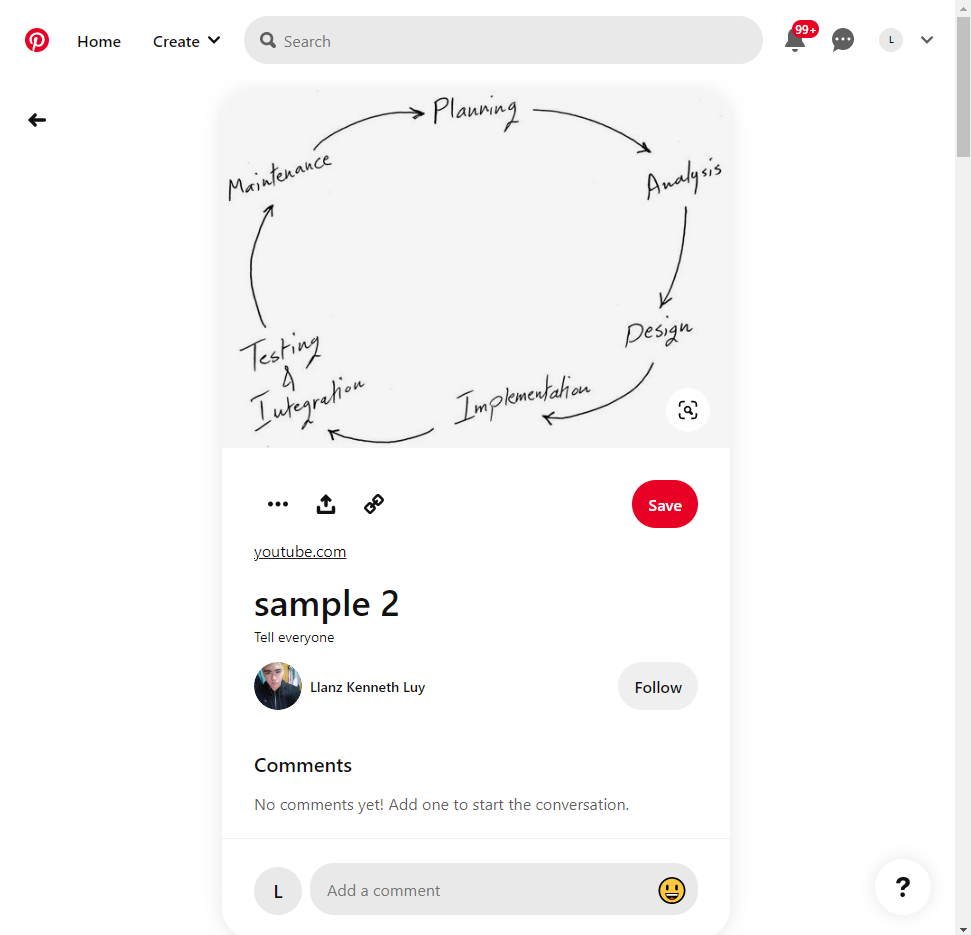 Home
Create
Search
99+
L
Planning
Maintenance
Analysis
Testing
&
Integration
Design
Implementation
Save
youtube.com
sample 2
Tell everyone
Llanz Kenneth Luy
Follow
Comments
No comments yet! Add one to start the conversation.
L
Add a comment
?